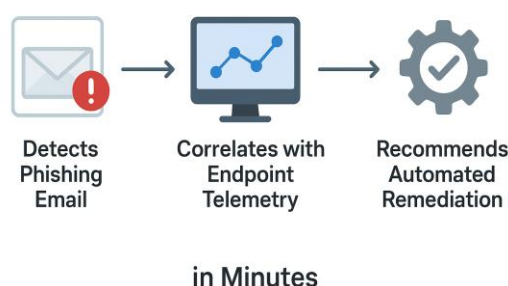 Detects
Phishing
Email
Correlates with
Endpoint
Telemetry
Recommends
Automated
Remediation
in Minutes